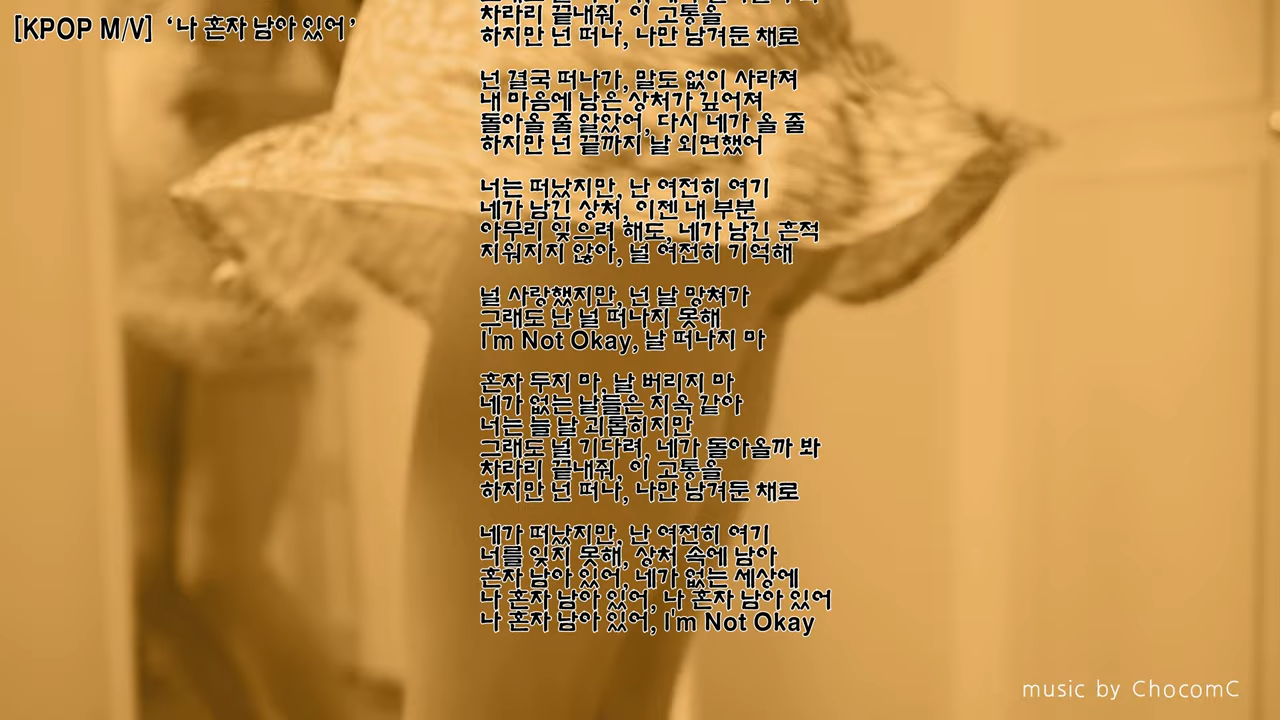 [KPOP M/V] ‘나 혼자 남아 있어’
차라리 끝내줘, 이 고통을
하지만 넌 떠나, 나만 남겨둔 채로
넌 결국 떠나가, 말도 없이 사라져
내 마음에 남은 상처가 깊어져
돌아올 줄 알았어, 다시 네가 올 줄
하지만 넌 끝까지 날 외면했어
너는 떠났지만, 난 여전히 여기
네가 남긴 상처, 이젠 내 부분
아무리 잊으려 해도, 네가 남긴 흔적
지워지지 않아, 널 여전히 기억해
널 사랑했지만, 넌 날 망쳐가
그래도 난 널 떠나지 못해
I'm Not Okay, 날 떠나지 마
혼자 두지 마, 날 버리지 마
네가 없는 날들은 지옥 같아
너는 늘 날 괴롭히지만
그래도 널 기다려, 네가 돌아올까 봐
차라리 끝내줘, 이 고통을
하지만 넌 떠나, 나만 남겨둔 채로
네가 떠났지만, 난 여전히 여기
너를 잊지 못해, 상처 속에 남아
혼자 남아 있어, 네가 없는 세상에
나 혼자 남아 있어, 나 혼자 남아 있어
나 혼자 남아 있어, I'm Not Okay
music by ChocomC